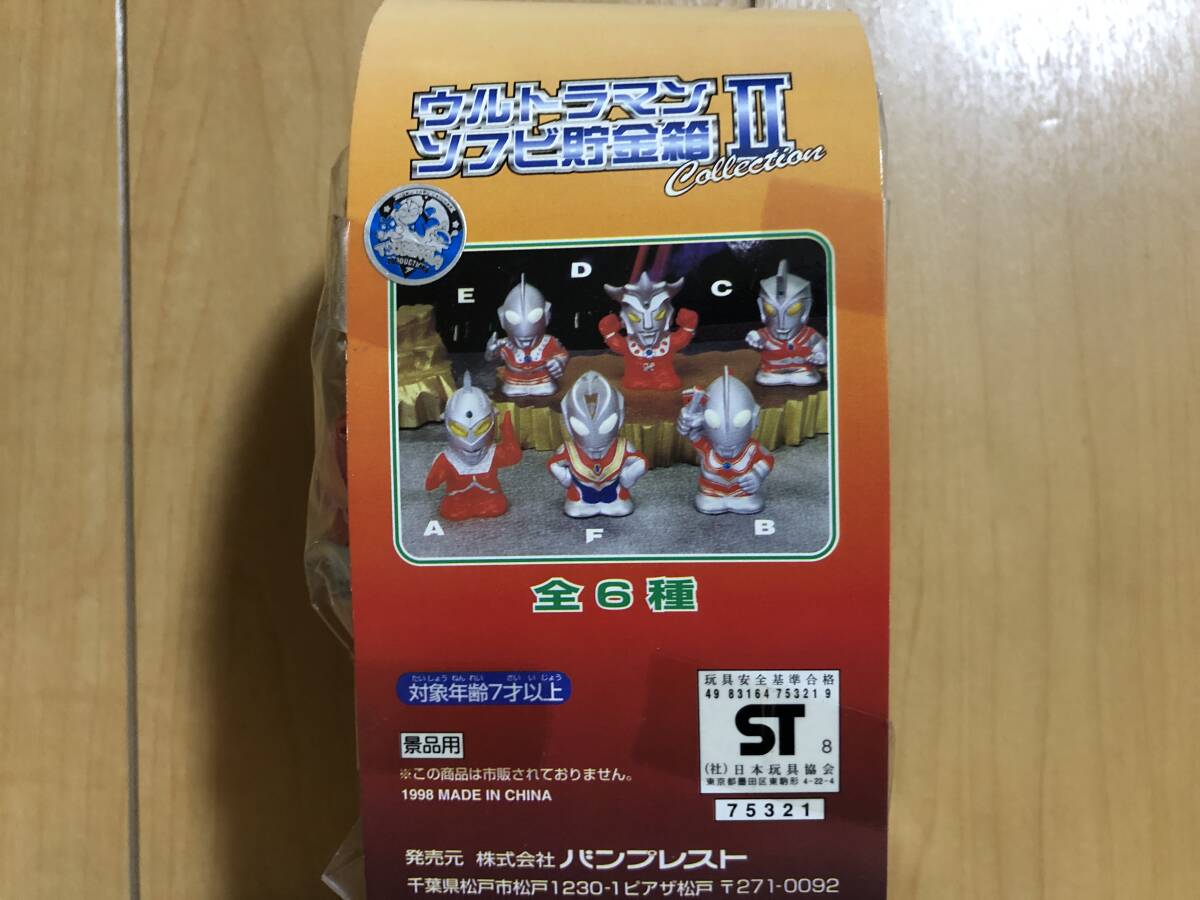 ウルトラマン
ソフビ貯金箱 II
Collection
E
D
C
A
F
B
全6種
たいしょうねんれい さいいじょう
対象年齢7才以上
景品用
※この商品は市販されておりません。
1998 MADE IN CHINA
玩具安全基準合格
49 83164 75321 9
ST 8
(社)日本玩具協会
東京都墨田区東駒形 4-22-4
75321
発売元 株式会社 バンプレスト
千葉県松戸市松戸1230-1ピアザ松戸 〒271-0092